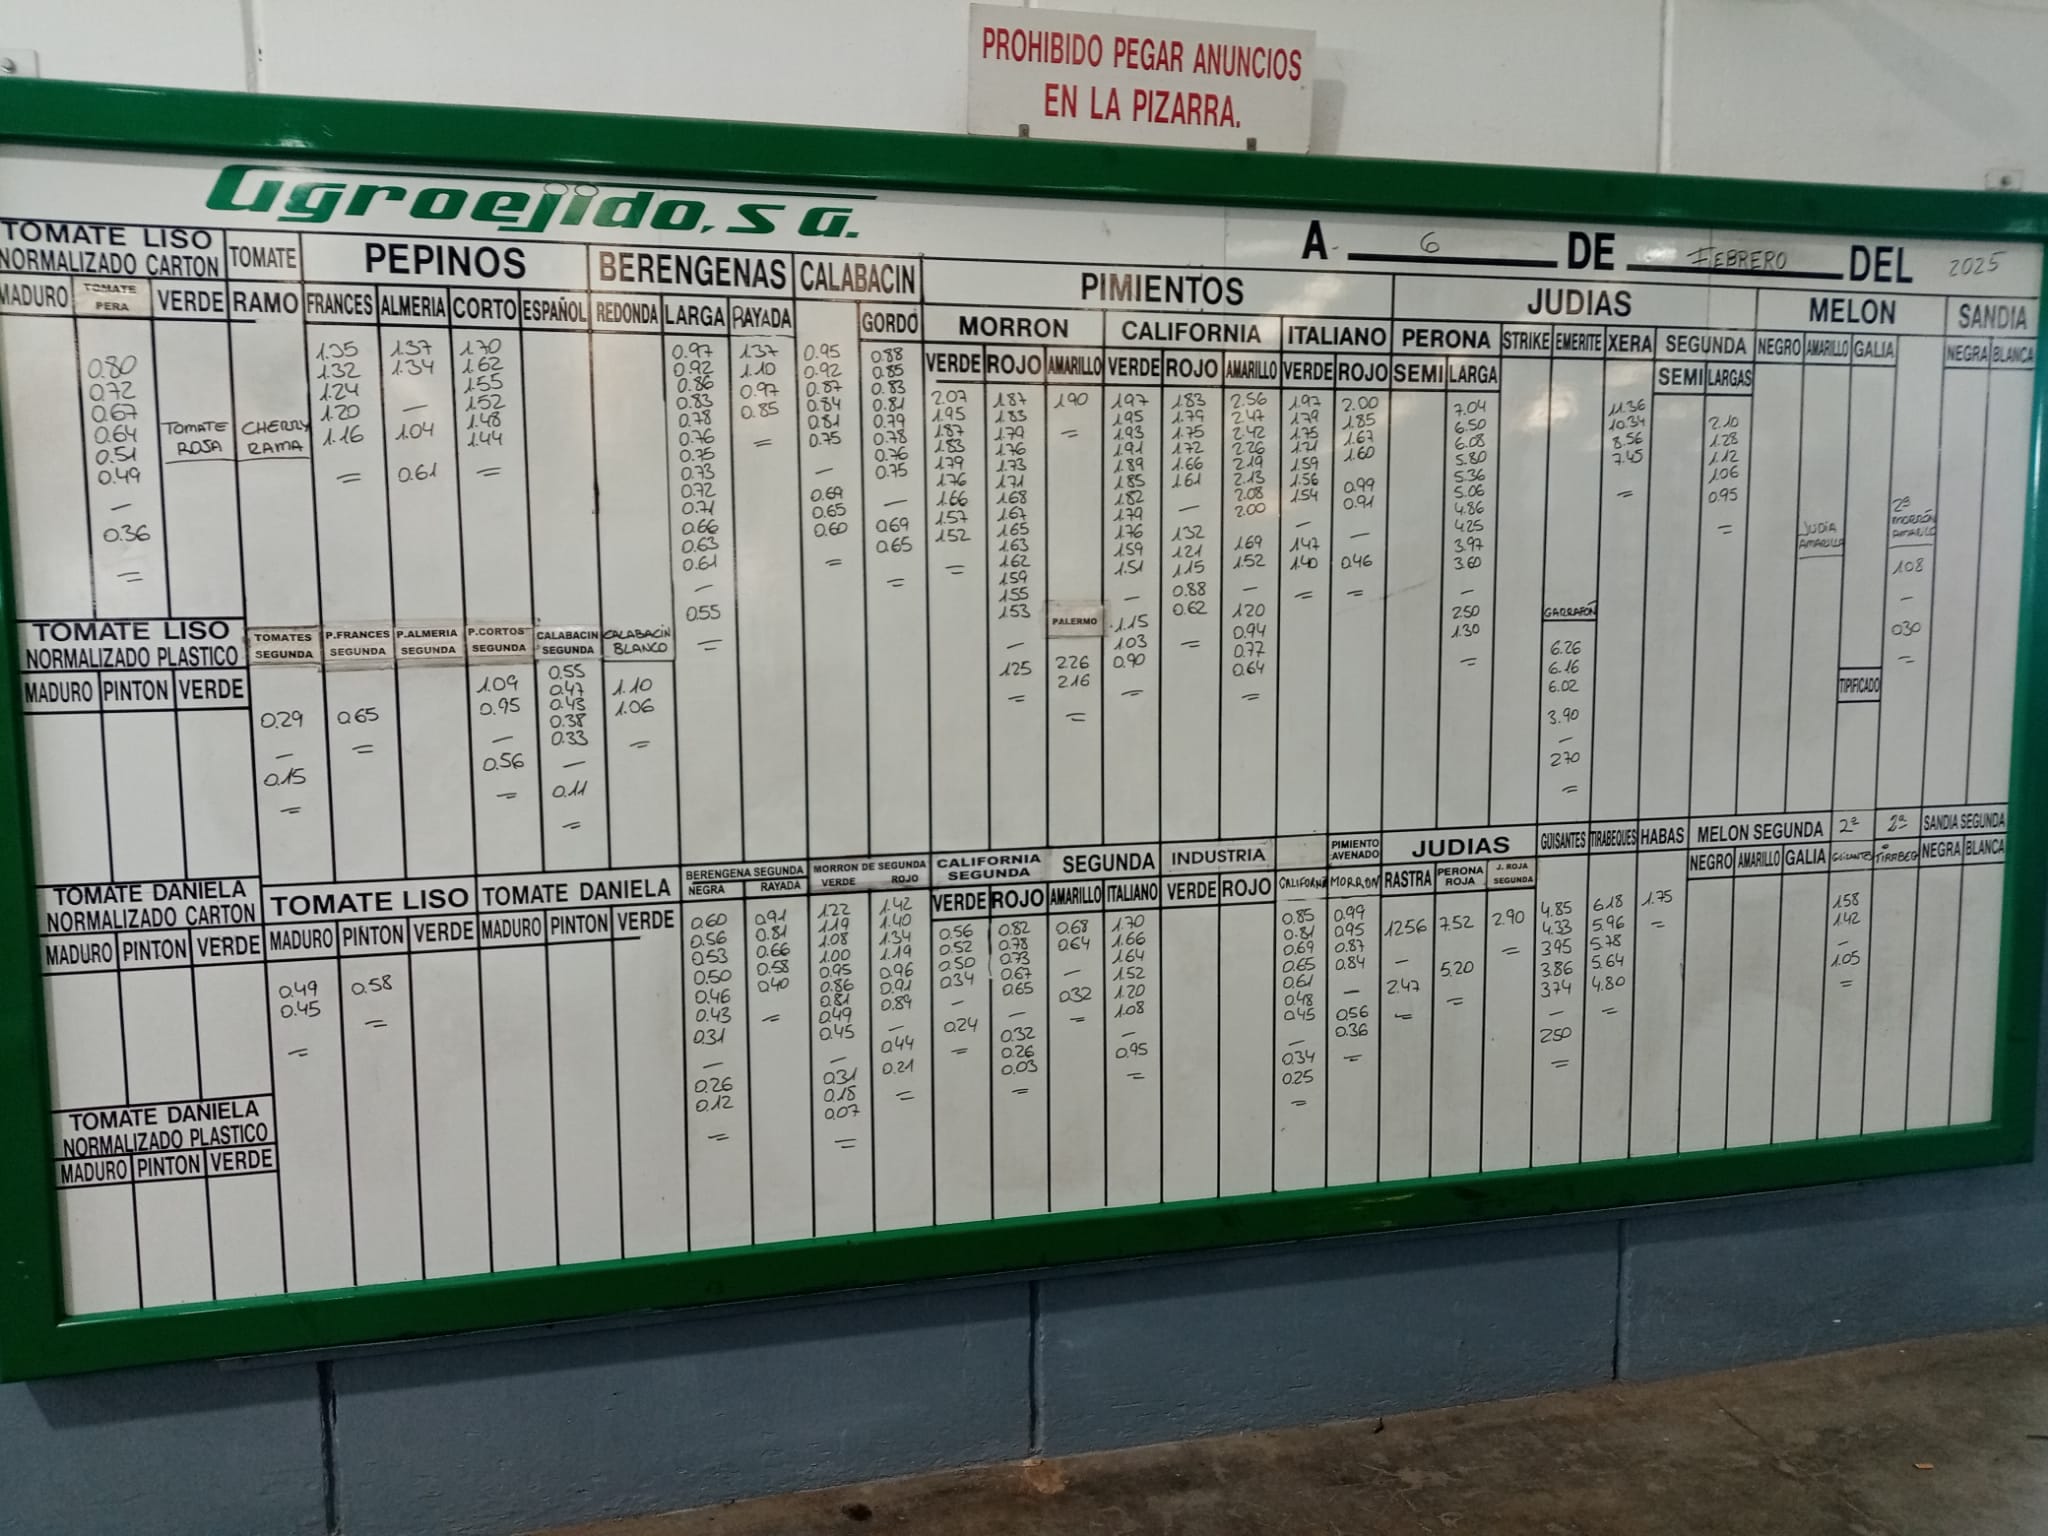 PROHIBIDO PEGAR ANUNCIOS
EN LA PIZARRA.
agroejido, s a.
A 6 DE FEBRERO DEL 2025
TOMATE LISO
NORMALIZADO CARTON
MADURO
TOMATE PERA
0.80
0.72
0.67
0.64
0.51
0.49
—
0.36
=
VERDE
TOMATE
ROSA
TOMATE
RAMO
CHERRY
RAMA
PEPINOS
FRANCES
1.35
1.32
1.24
1.20
1.16
=
ALMERIA
1.37
1.34
—
1.04
0.61
CORTO
1.70
1.62
1.55
1.52
1.48
1.44
=
ESPAÑOL
BERENGENAS
REDONDA
LARGA
0.97
0.92
0.86
0.83
0.78
0.76
0.75
0.73
0.72
0.71
0.66
0.63
0.61
—
0.55
=
RAYADA
1.37
1.10
0.97
0.85
=
CALABACIN
0.95
0.92
0.87
0.84
0.81
0.75
—
0.69
0.65
0.60
=
GORDO
0.88
0.85
0.83
0.81
0.79
0.78
0.76
0.75
—
0.69
0.65
=
PIMIENTOS
MORRON
VERDE
2.07
1.95
1.87
1.83
1.79
1.76
1.66
1.57
1.52
=
ROJO
1.87
1.83
1.79
1.76
1.73
1.71
1.68
1.67
1.65
1.63
1.62
1.59
1.55
1.53
—
1.25
=
AMARILLO
1.90
=
PALERMO
2.26
2.16
=
CALIFORNIA
VERDE
1.97
1.95
1.93
1.91
1.89
1.85
1.82
1.79
1.76
1.59
1.51
—
1.15
1.03
0.90
=
ROJO
1.83
1.79
1.75
1.72
1.66
1.61
—
1.32
1.21
1.15
0.88
0.62
=
AMARILLO
2.56
2.47
2.42
2.26
2.19
2.13
2.08
2.00
—
1.69
1.52
—
1.20
0.94
0.77
0.64
=
ITALIANO
VERDE
1.97
1.79
1.75
1.71
1.59
1.56
1.54
—
1.47
1.40
=
ROJO
2.00
1.85
1.67
1.60
0.99
0.91
—
0.46
=
JUDIAS
PERONA
SEMI
LARGA
7.04
6.50
6.08
5.80
5.36
5.06
4.86
4.25
3.97
3.60
—
2.50
1.30
=
STRIKE
EMERITE
GARRAFON
6.26
6.16
6.02
3.90
—
2.70
=
XERA
11.36
10.34
8.56
7.45
=
SEGUNDA
SEMI
LARGAS
2.10
1.28
1.12
1.06
0.95
=
MELON
NEGRO
AMARILLO
JUDIA
AMARILLA
GALIA
TIPIFICADO
2ª
MORRÓN
AMARILLO
1.08
—
0.30
=
SANDIA
NEGRA
BLANCA
TOMATE LISO
NORMALIZADO PLASTICO
MADURO PINTON VERDE
TOMATES
SEGUNDA
0.29
—
0.15
=
P.FRANCES
SEGUNDA
0.65
=
P.ALMERIA
SEGUNDA
P.CORTOS
SEGUNDA
1.09
0.95
—
0.56
=
CALABACIN
SEGUNDA
0.55
0.47
0.43
0.38
0.33
—
0.11
=
CALABACIN
BLANCO
1.10
1.06
=
TOMATE DANIELA
NORMALIZADO CARTON
MADURO PINTON VERDE
TOMATE LISO
MADURO
0.49
0.45
=
PINTON
0.58
=
VERDE
TOMATE DANIELA
MADURO PINTON VERDE
BERENGENA SEGUNDA
NEGRA
0.60
0.56
0.53
0.50
0.46
0.43
0.31
—
0.26
0.12
=
RAYADA
0.91
0.81
0.66
0.58
0.40
=
MORRON DE SEGUNDA
VERDE
1.22
1.19
1.08
1.00
0.95
0.86
0.81
0.49
0.45
—
0.31
0.18
0.07
=
ROJO
1.42
1.40
1.34
1.19
0.96
0.91
0.89
—
0.44
0.21
=
CALIFORNIA
SEGUNDA
VERDE
0.56
0.52
0.50
0.34
—
0.24
=
ROJO
0.82
0.78
0.73
0.67
0.65
—
0.32
0.26
0.03
=
SEGUNDA
AMARILLO
0.68
0.64
—
0.32
=
ITALIANO
1.70
1.66
1.64
1.52
1.20
1.08
—
0.95
=
INDUSTRIA
VERDE
ROJO
CALIFORNIA
0.85
0.81
0.69
0.65
0.61
0.48
0.45
—
0.34
0.25
=
PIMIENTO
AVENADO
MORRON
0.99
0.95
0.87
0.84
—
0.56
0.36
=
JUDIAS
RASTRA
12.56
—
2.47
=
PERONA
ROJA
7.52
5.20
=
J. ROJA
SEGUNDA
2.90
=
GUISANTES
4.85
4.33
3.95
3.86
3.74
—
2.50
=
TIRABEQUES
6.18
5.96
5.78
5.64
4.80
=
HABAS
1.75
=
MELON SEGUNDA
NEGRO AMARILLO GALIA
2ª
GUISANTE
1.58
1.42
—
1.05
=
2ª
TIRABEQ
SANDIA SEGUNDA
NEGRA BLANCA
TOMATE DANIELA
NORMALIZADO PLASTICO
MADURO PINTON VERDE